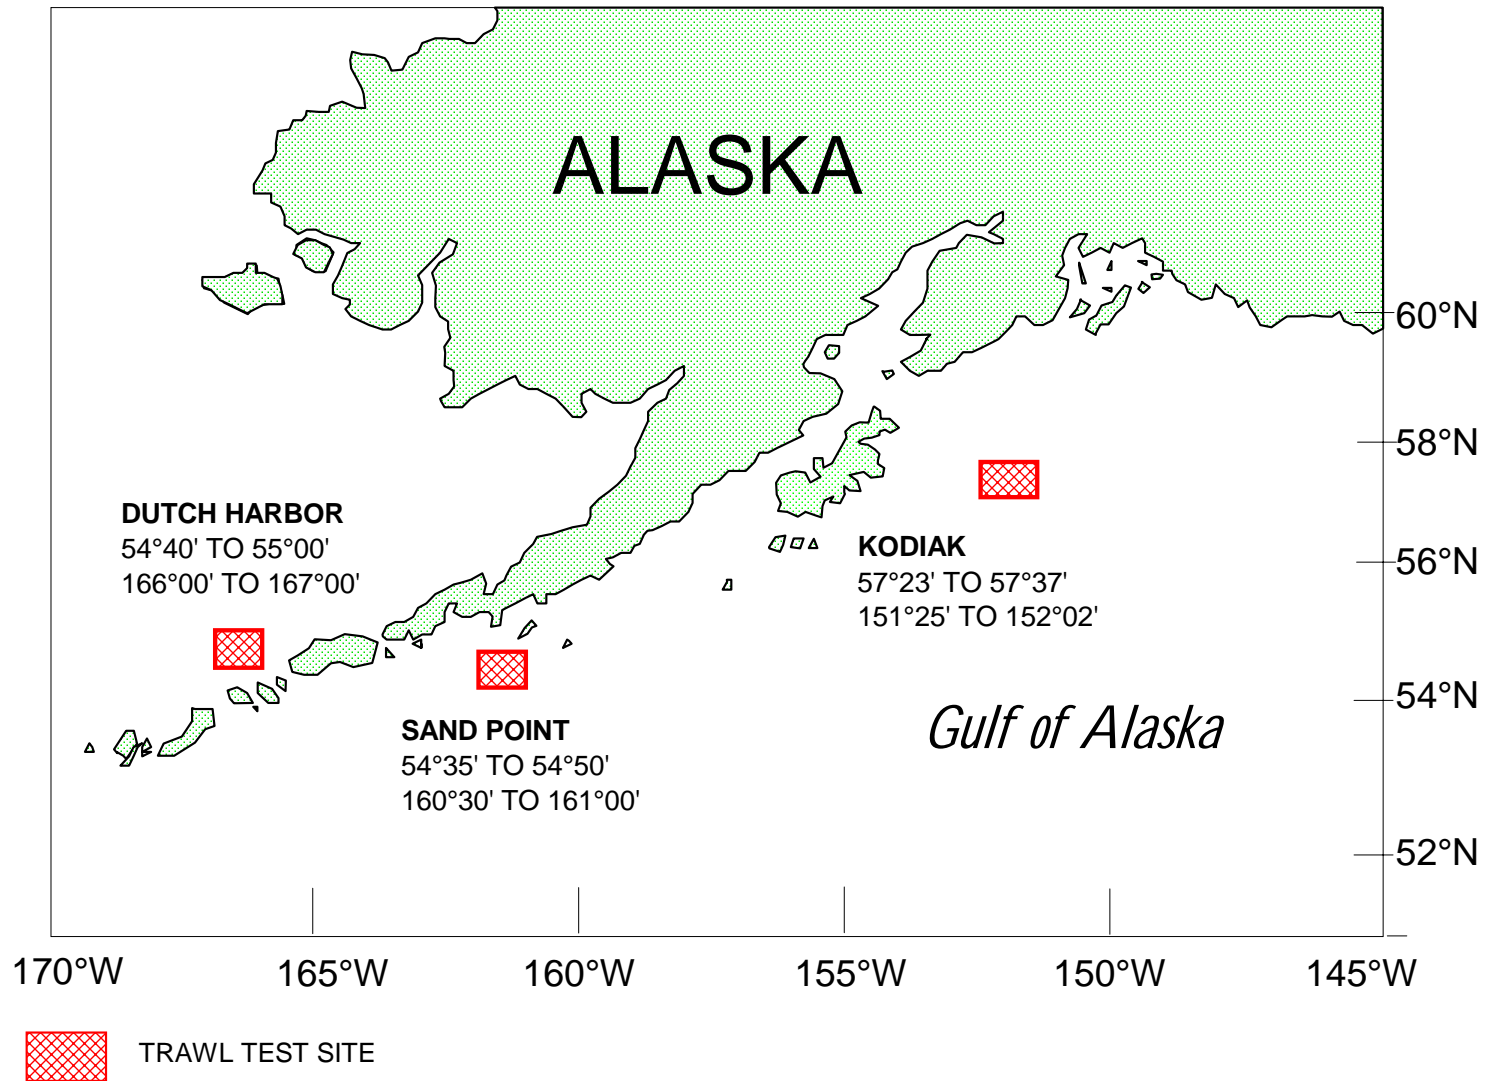 ALASKA
60°N
58°N
DUTCH HARBOR
54°40' TO 55°00'
166°00' TO 167°00'
KODIAK
57°23' TO 57°37'
151°25' TO 152°02'
56°N
SAND POINT
54°35' TO 54°50'
160°30' TO 161°00'
Gulf of Alaska
54°N
52°N
170°W 165°W 160°W 155°W 150°W 145°W
TRAWL TEST SITE